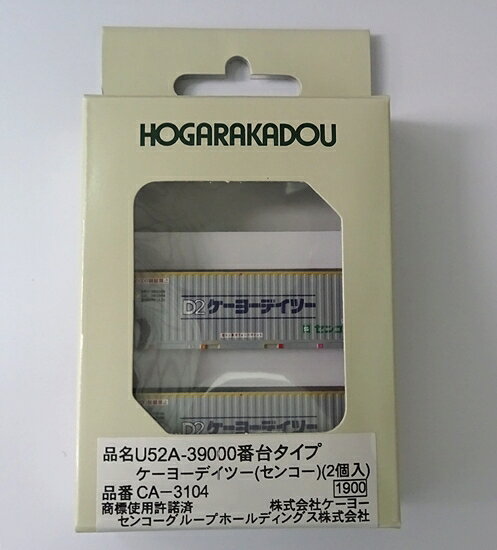 HOGARAKADOU
D2 ケーヨーデイツー
D2 ケーヨーデイツー
品名U52A-39000番台タイプ
ケーヨーデイツー(センコー)(2個入)
品番CA-3104 1900
商標使用許諾済 株式会社ケーヨー
センコーグループホールディングス株式会社